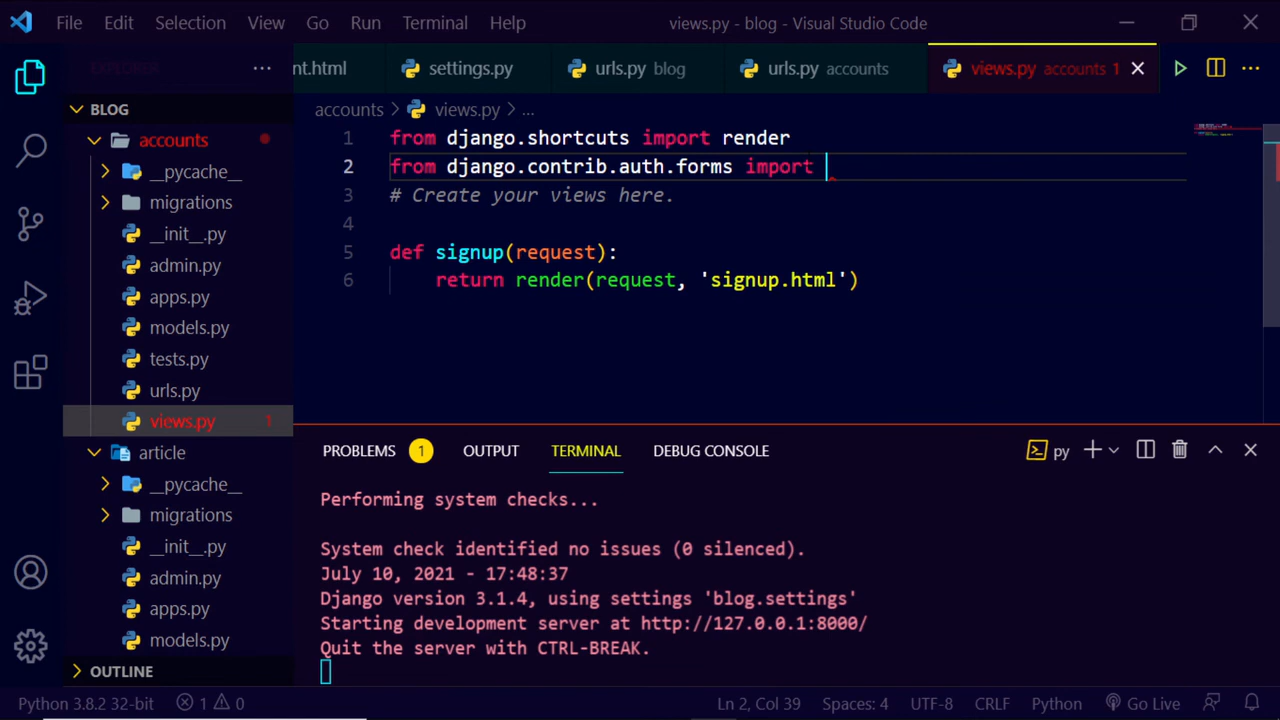 File Edit Selection View Go Run Terminal Help views.py - blog - Visual Studio Code
EXPLORER ··· nt.html settings.py urls.py blog urls.py accounts views.py accounts 1
BLOG
accounts
__pycache__
migrations
__init__.py
admin.py
apps.py
models.py
tests.py
urls.py
views.py 1
article
__pycache__
migrations
__init__.py
admin.py
apps.py
models.py
OUTLINE
accounts > views.py > ...
1 from django.shortcuts import render
2 from django.contrib.auth.forms import
3 # Create your views here.
4
5 def signup(request):
6 return render(request, 'signup.html')
PROBLEMS 1 OUTPUT TERMINAL DEBUG CONSOLE py
Performing system checks...
System check identified no issues (0 silenced).
July 10, 2021 - 17:48:37
Django version 3.1.4, using settings 'blog.settings'
Starting development server at http://127.0.0.1:8000/
Quit the server with CTRL-BREAK.
Python 3.8.2 32-bit 1 0 Ln 2, Col 39 Spaces: 4 UTF-8 CRLF Python Go Live